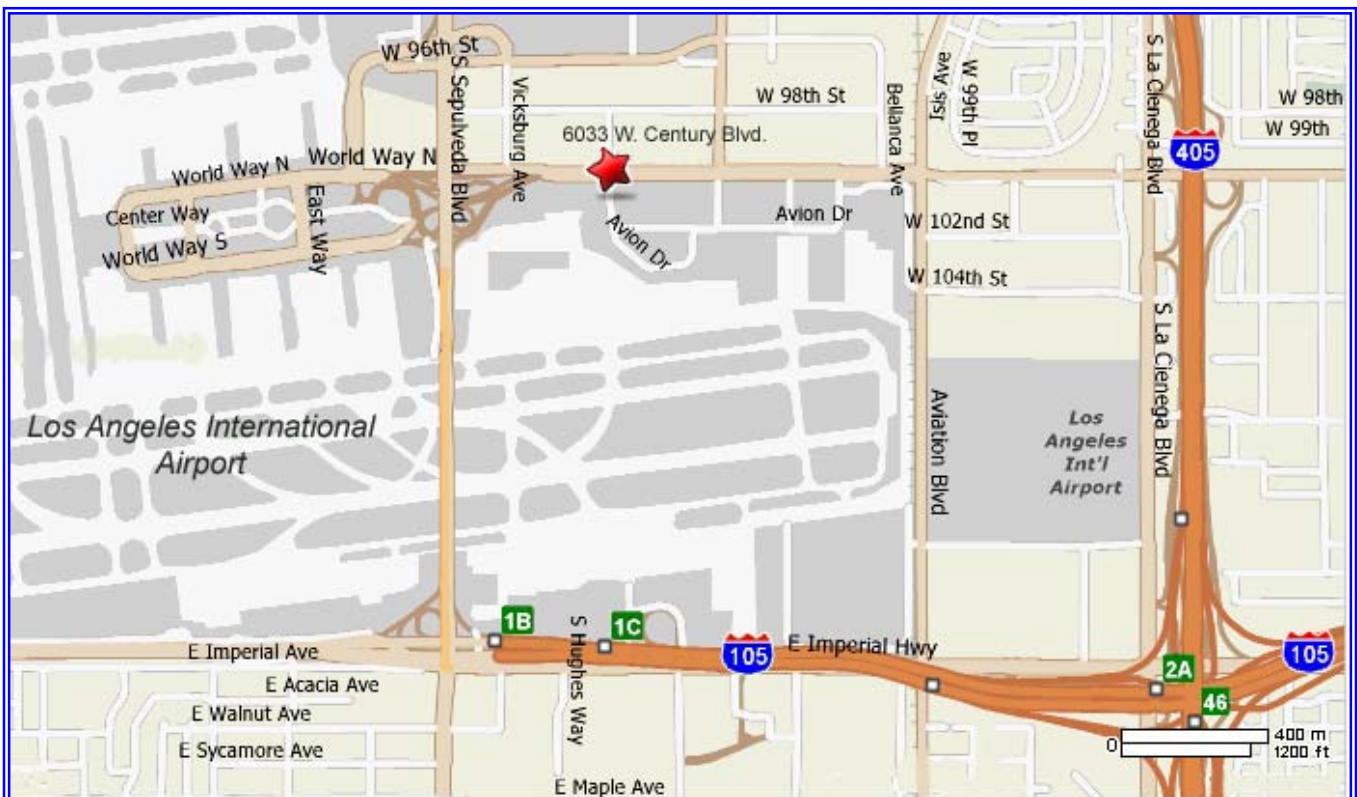 W 96th St
S Sepulveda Blvd
Vicksburg Ave
W 98th St
Bellanca Ave
Isis Ave
W 99th Pl
S La Cienega Blvd
W 98th
W 99th
405
6033 W. Century Blvd.
World Way N
World Way N
Center Way
World Way S
East Way
Avion Dr
Avion Dr
W 102nd St
W 104th St
S La Cienega Blvd
Los Angeles International
Airport
Aviation Blvd
Los
Angeles
Int'l
Airport
1B
1C
S Hughes Way
105
E Imperial Hwy
105
E Imperial Ave
2A
46
E Acacia Ave
E Walnut Ave
E Sycamore Ave
E Maple Ave
0
400 m
1200 ft